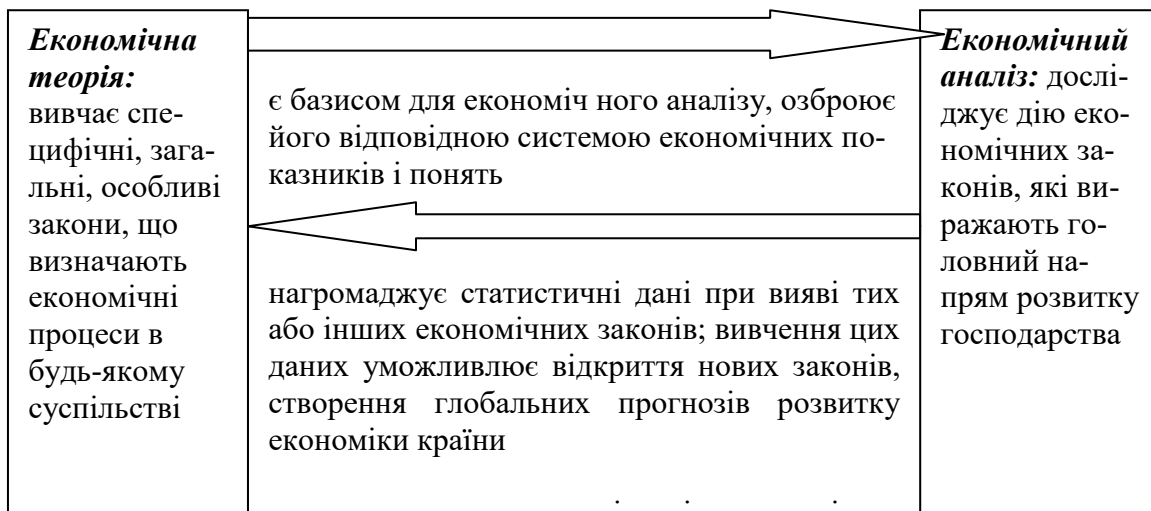 Економічна
теорія:
вивчає спе-
цифічні, зага-
льні, особливі
закони, що
визначають
економічні
процеси в
будь-якому
суспільстві
є базисом для економіч ного аналізу, озброює
його відповідною системою економічних по-
казників і понять
нагромаджує статистичні дані при вияві тих
або інших економічних законів; вивчення цих
даних уможливлює відкриття нових законів,
створення глобальних прогнозів розвитку
економіки країни
Економічний
аналіз: дослі-
джує дію еко-
номічних за-
конів, які ви-
ражають го-
ловний на-
прям розвитку
господарства